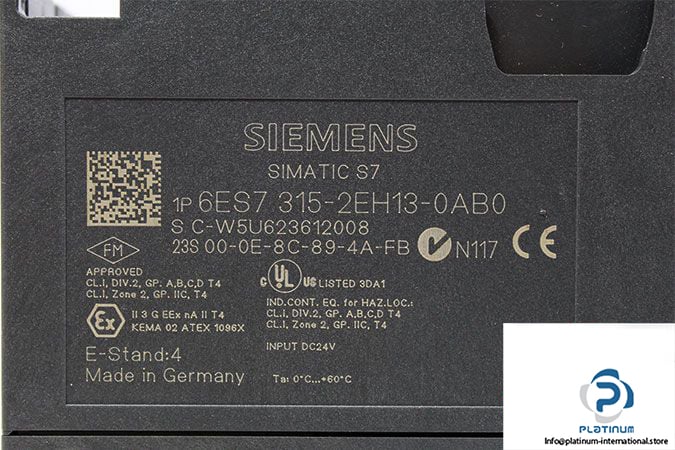 SIEMENS
SIMATIC S7
1P 6ES7 315-2EH13-0AB0
S C-W5U623612008
23S 00-0E-8C-89-4A-FB N117 CE
FM
APPROVED
CL.I, DIV.2, GP. A,B,C,D T4
CL.I, Zone 2, GP. IIC, T4
C UL US LISTED 3DA1
IND.CONT. EQ. for HAZ.LOC.:
CL.I, DIV.2, GP. A,B,C,D T4
CL.I, Zone 2, GP. IIC, T4
Ex II 3 G EEx nA II T4
KEMA 02 ATEX 1096X
INPUT DC24V
E-Stand:4
Made in Germany
Ta: 0°C...+60°C
PLATINUM
Info@platinum-international.store